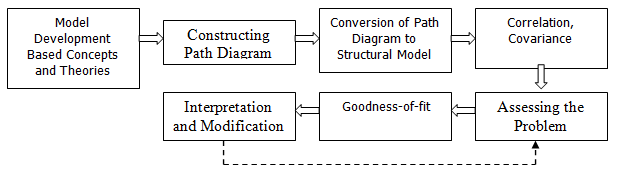 Model
Development
Based Concepts
and Theories
Constructing
Path Diagram
Conversion of Path
Diagram to
Structural Model
Correlation,
Covariance
Assessing the
Problem
Goodness-of-fit
Interpretation
and Modification